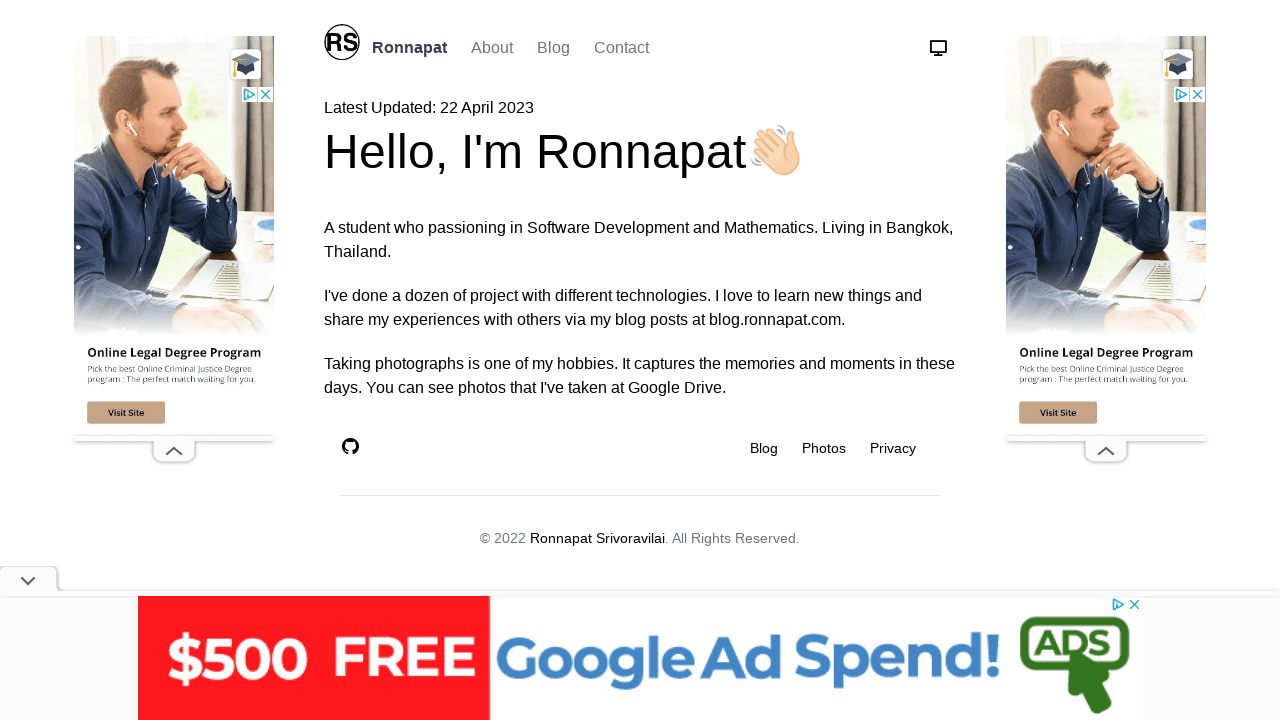 RS Ronnapat About Blog Contact
Latest Updated: 22 April 2023
Hello, I'm Ronnapat👋🏻
A student who passioning in Software Development and Mathematics. Living in Bangkok,
Thailand.
I've done a dozen of project with different technologies. I love to learn new things and
share my experiences with others via my blog posts at blog.ronnapat.com.
Taking photographs is one of my hobbies. It captures the memories and moments in these
days. You can see photos that I've taken at Google Drive.
Blog Photos Privacy
© 2022 Ronnapat Srivoravilai. All Rights Reserved.
Online Legal Degree Program
Pick the best Online Criminal Justice Degree
program : The perfect match waiting for you.
Visit Site
Online Legal Degree Program
Pick the best Online Criminal Justice Degree
program : The perfect match waiting for you.
Visit Site
$500 FREE Google Ad Spend! ADS